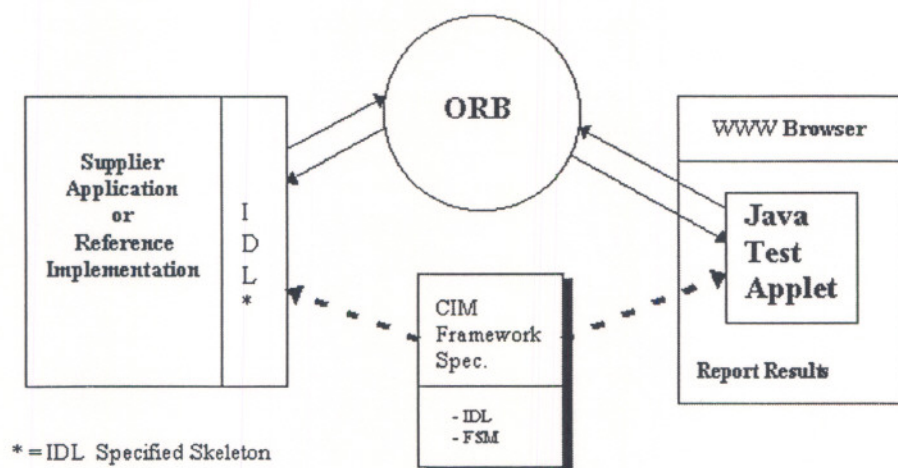 ORB
WWW Browser
Supplier
Application
or
Reference
Implementation
I
D
L
*
Java
Test
Applet
CIM
Framework
Spec.
- IDL
- FSM
Report Results
* = IDL Specified Skeleton